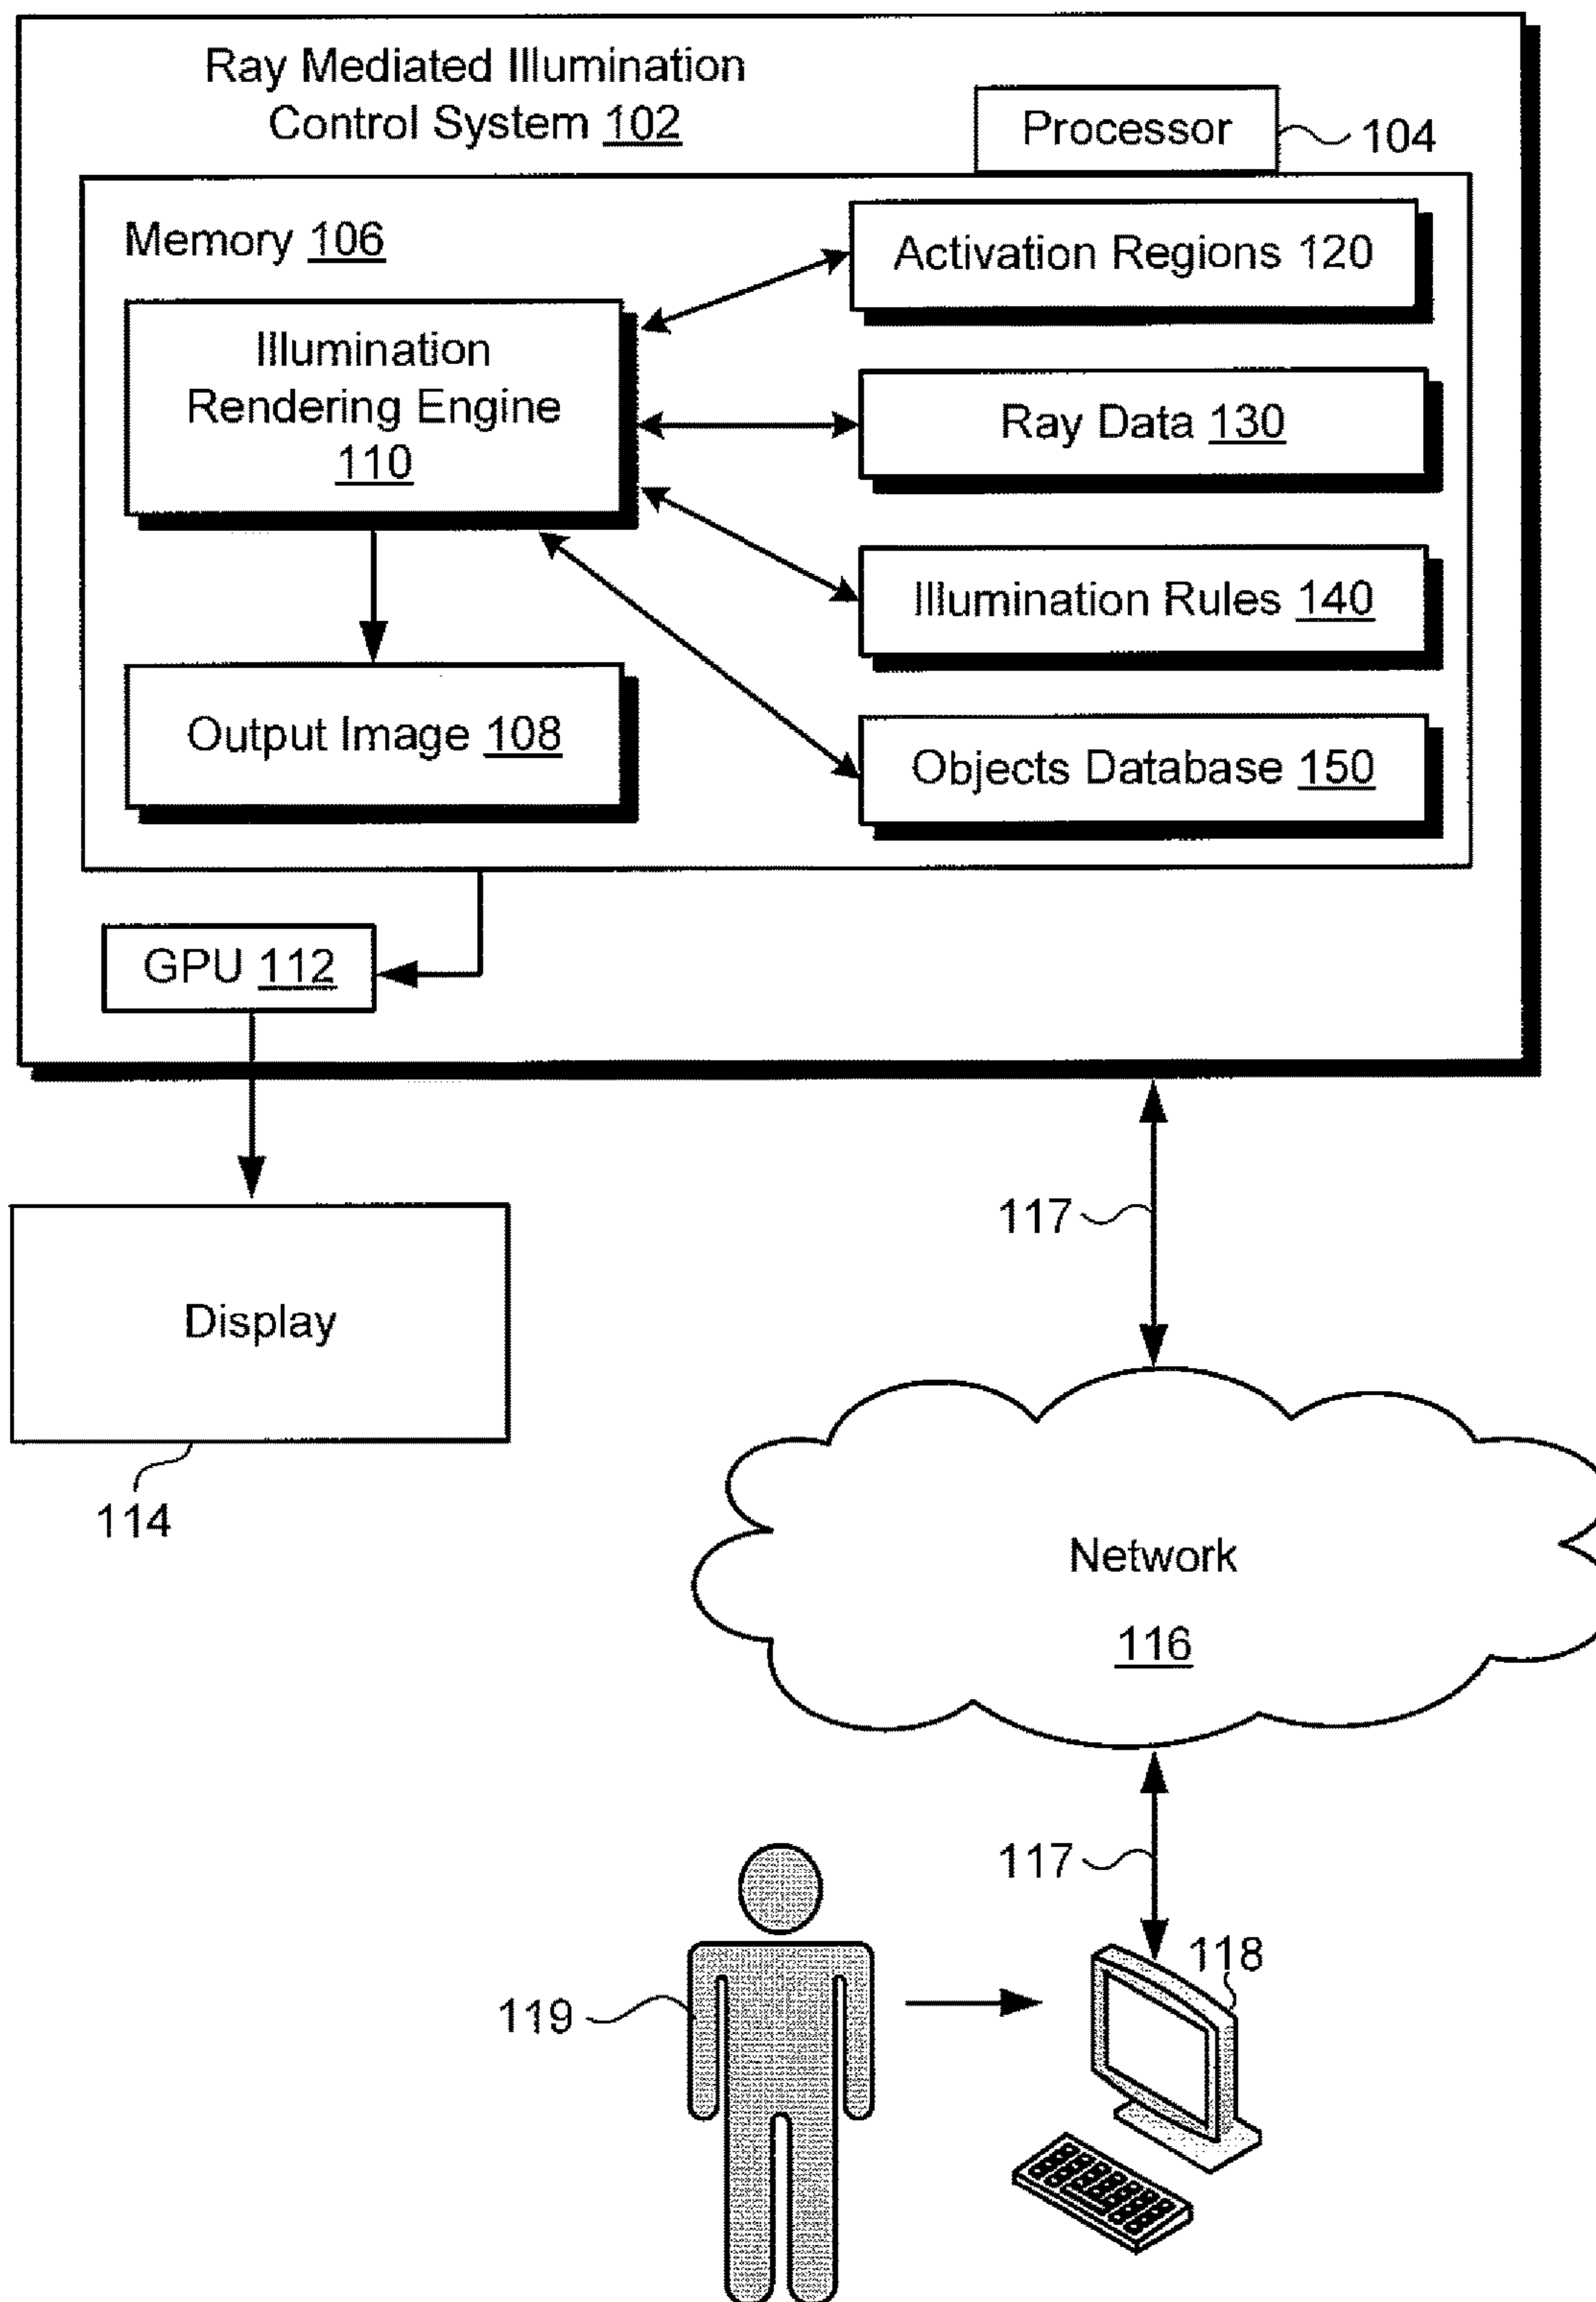 Ray Mediated Illumination
Control System 102
Processor
104
Memory 106
Activation Regions 120
Illumination
Rendering Engine
110
Ray Data 130
Illumination Rules 140
Output Image 108
Objects Database 150
GPU 112
117
Display
114
Network
116
117
118
119